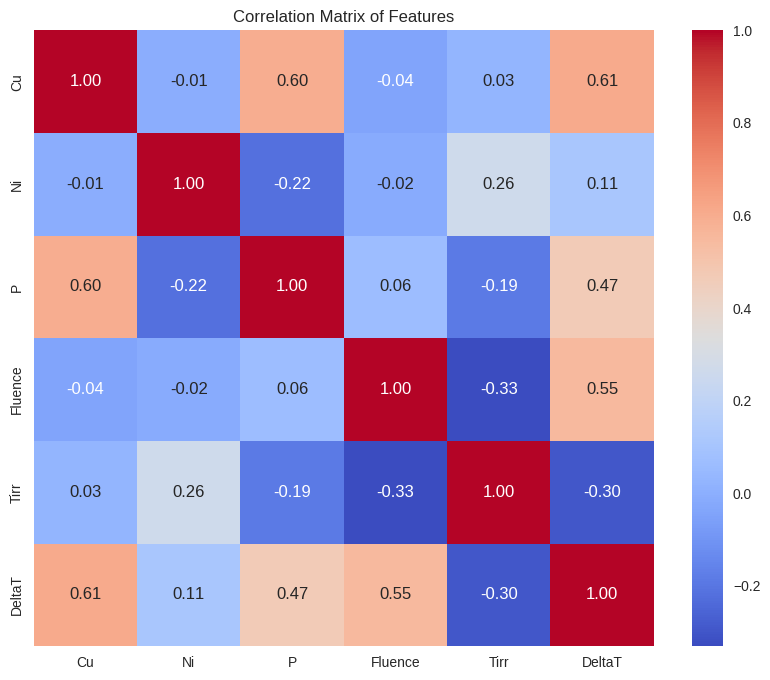 Correlation Matrix of Features
Cu 1.00 -0.01 0.60 -0.04 0.03 0.61
Ni -0.01 1.00 -0.22 -0.02 0.26 0.11
P 0.60 -0.22 1.00 0.06 -0.19 0.47
Fluence -0.04 -0.02 0.06 1.00 -0.33 0.55
Tirr 0.03 0.26 -0.19 -0.33 1.00 -0.30
DeltaT 0.61 0.11 0.47 0.55 -0.30 1.00
Cu Ni P Fluence Tirr DeltaT
1.0
0.8
0.6
0.4
0.2
0.0
−0.2